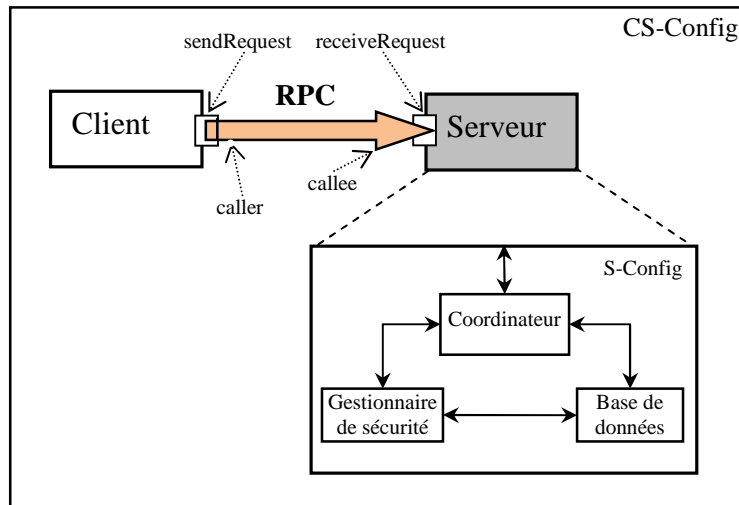 CS-Config
sendRequest
receiveRequest
RPC
Client
Serveur
callee
caller
S-Config
Coordinateur
Gestionnaire
de sécurité
Base de
données